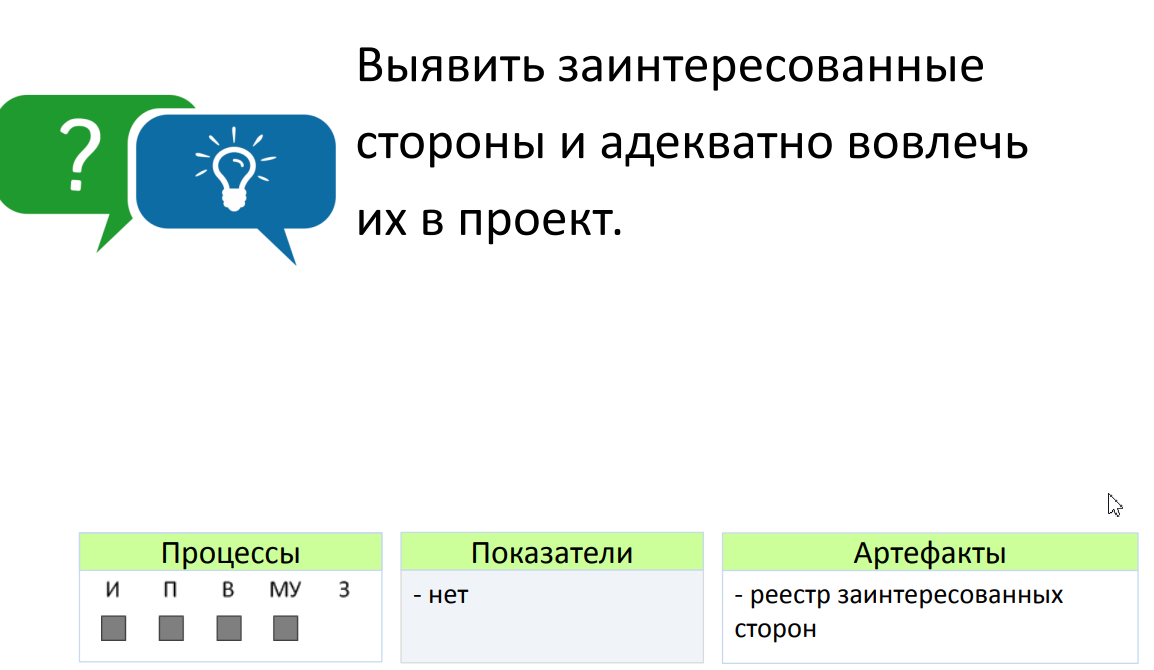 ?
Выявить заинтересованные
стороны и адекватно вовлечь
их в проект.
Процессы
И П В МУ З
Показатели
- нет
Артефакты
- реестр заинтересованных
сторон